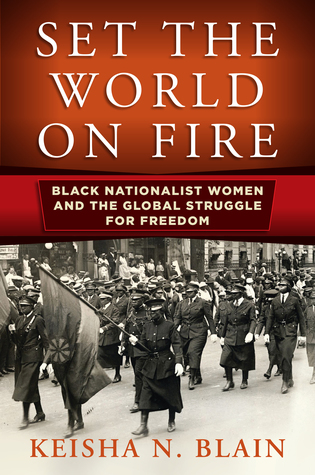 SET THE
WORLD
ON FIRE
BLACK NATIONALIST WOMEN
AND THE GLOBAL STRUGGLE
FOR FREEDOM
KEISHA N. BLAIN